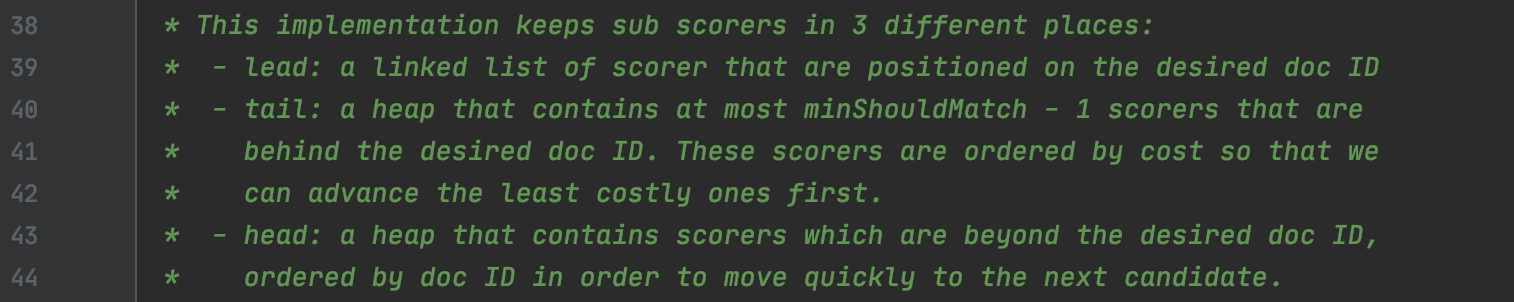 38 * This implementation keeps sub scorers in 3 different places:
39 *  - lead: a linked list of scorer that are positioned on the desired doc ID
40 *  - tail: a heap that contains at most minShouldMatch - 1 scorers that are
41 *    behind the desired doc ID. These scorers are ordered by cost so that we
42 *    can advance the least costly ones first.
43 *  - head: a heap that contains scorers which are beyond the desired doc ID,
44 *    ordered by doc ID in order to move quickly to the next candidate.